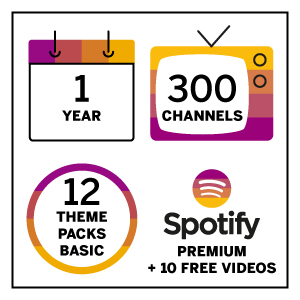 1
YEAR
300
CHANNELS
12
THEME
PACKS
BASIC
Spotify
PREMIUM
+ 10 FREE VIDEOS